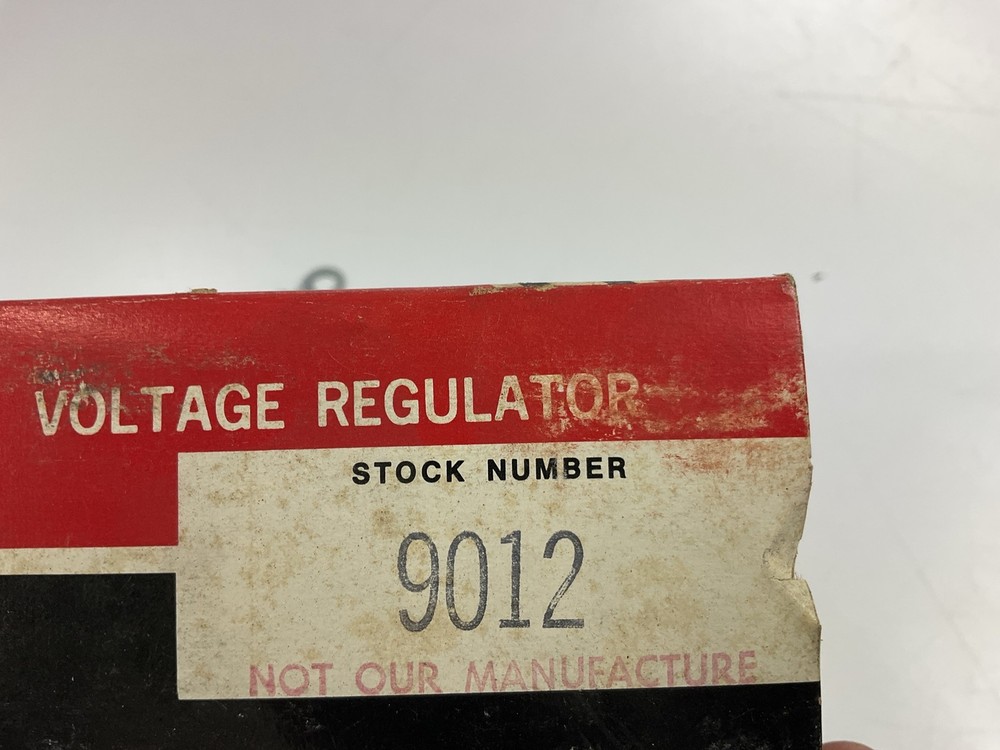 VOLTAGE REGULATOR
STOCK NUMBER
9012
NOT OUR MANUFACTURE